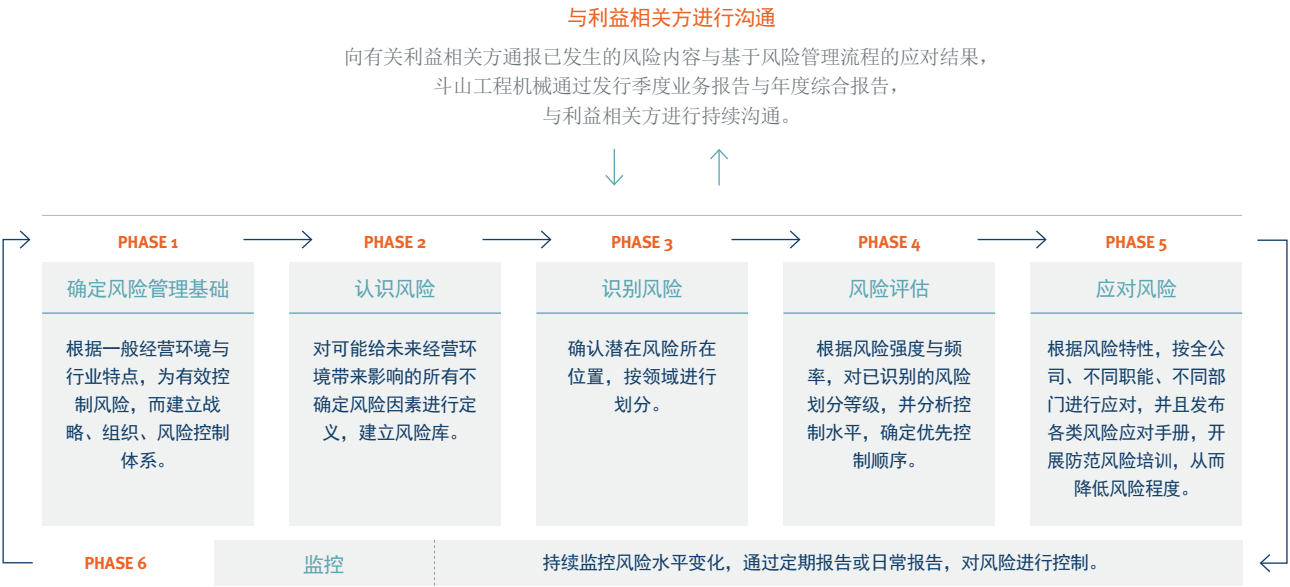 与利益相关方进行沟通
向有关利益相关方通报已发生的风险内容与基于风险管理流程的应对结果，
斗山工程机械通过发行季度业务报告与年度综合报告，
与利益相关方进行持续沟通。
PHASE 1
确定风险管理基础
根据一般经营环境与
行业特点，为有效控
制风险，而建立战
略、组织、风险控制
体系。
PHASE 2
认识风险
对可能给未来经营环
境带来影响的所有不
确定风险因素进行定
义，建立风险库。
PHASE 3
识别风险
确认潜在风险所在
位置，按领域进行
划分。
PHASE 4
风险评估
根据风险强度与频
率，对已识别的风险
划分等级，并分析控
制水平，确定优先控
制顺序。
PHASE 5
应对风险
根据风险特性，按全公
司、不同职能、不同部
门进行应对，并且发布
各类风险应对手册，开
展防范风险培训，从而
降低风险程度。
PHASE 6
监控
持续监控风险水平变化，通过定期报告或日常报告，对风险进行控制。